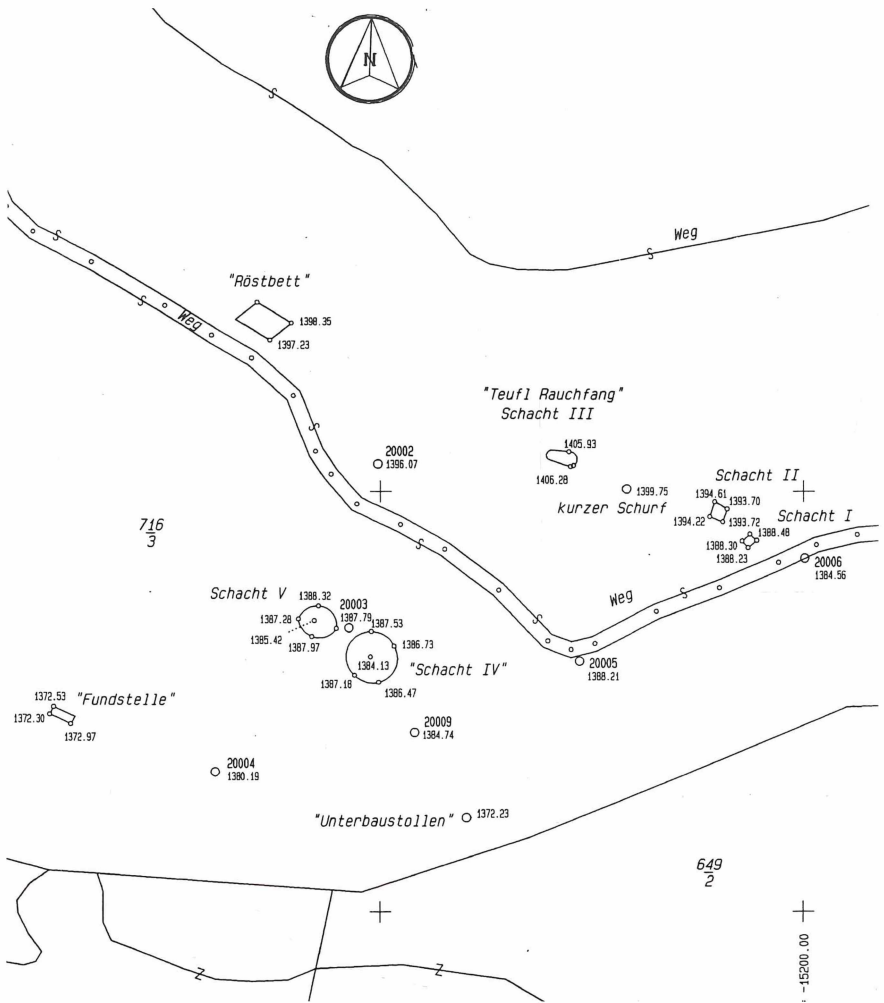 N
S
Weg
S
S
S
"Röstbett"
Weg
1398.35
1397.23
"Teufl Rauchfang"
Schacht III
S
1405.93
20002
1396.07
1406.28
Schacht II
1399.75
1394.61
1393.70
kurzer Schurf
Schacht I
1394.22
1393.72
716
3
1388.48
1388.30
1388.23
S
20006
1384.56
Schacht V
1388.32
Weg
S
20003
1387.28
1387.79
1387.53
S
1385.42
1387.97
1386.73
1384.13
"Schacht IV"
20005
1388.21
1387.18
1386.47
1372.53
"Fundstelle"
1372.30
1372.97
20009
1384.74
20004
1380.19
"Unterbaustollen"
1372.23
649
2
-15200.00
Z
Z